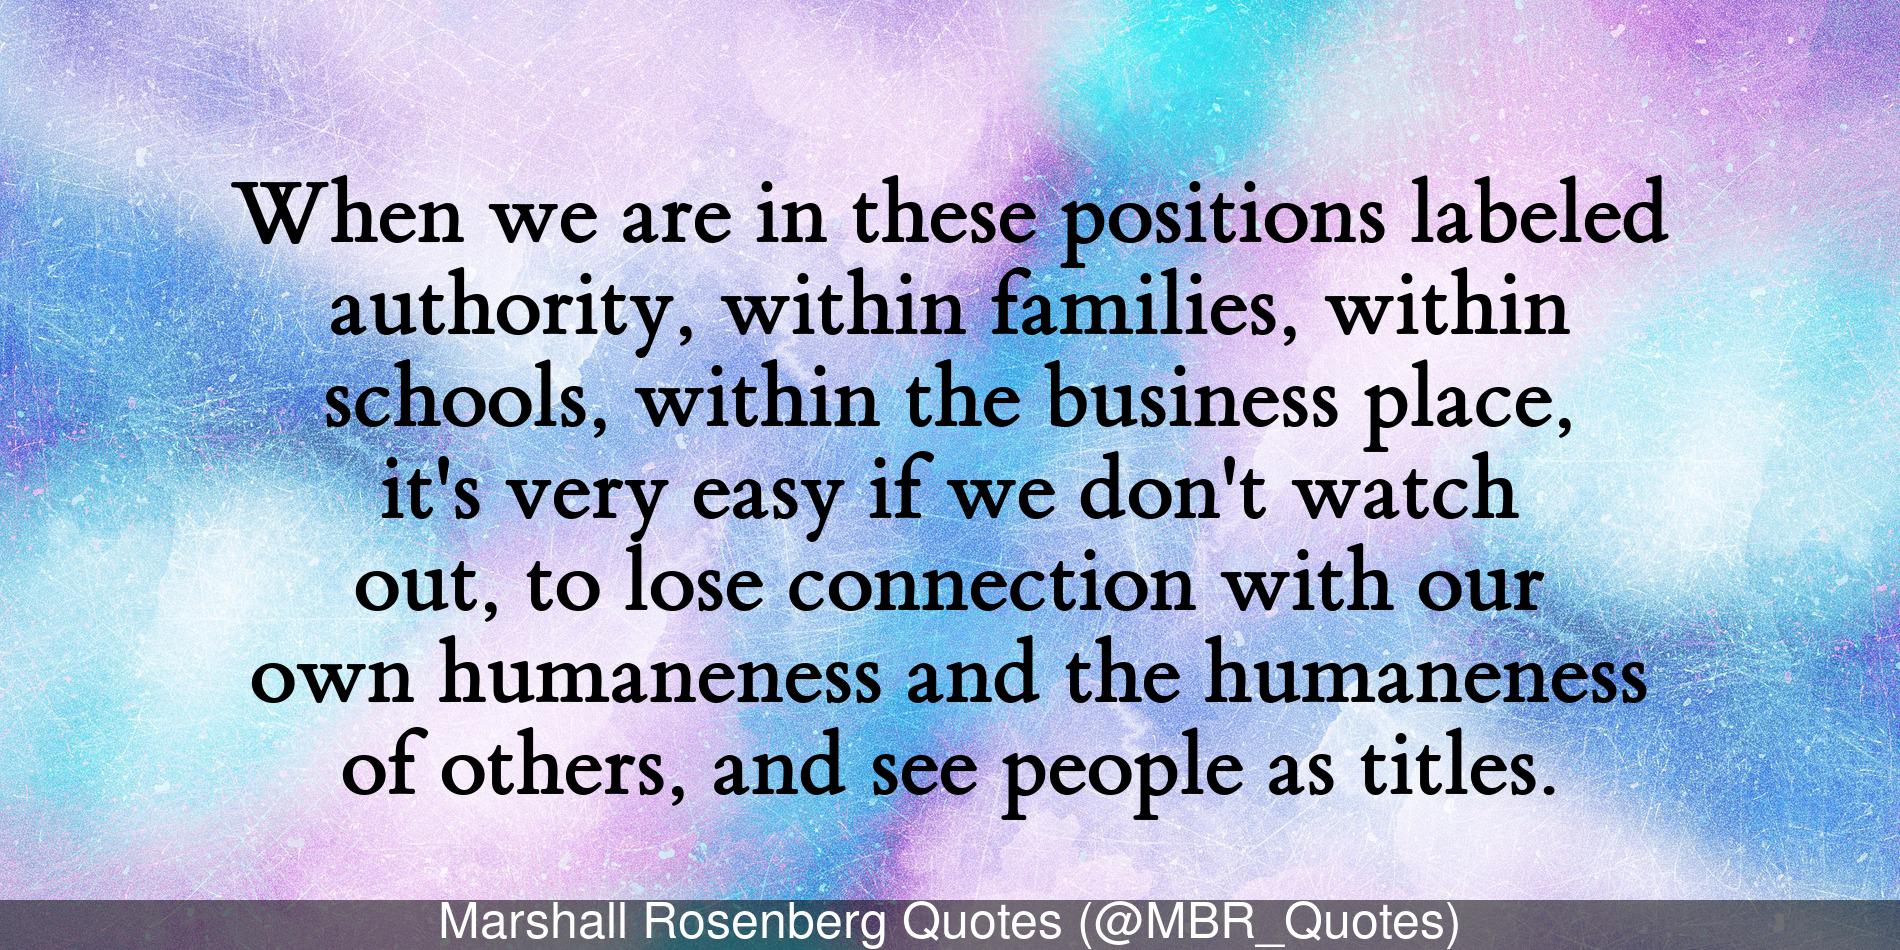 When we are in these positions labeled
authority, within families, within
schools, within the business place,
it's very easy if we don't watch
out, to lose connection with our
own humaneness and the humaneness
of others, and see people as titles.
Marshall Rosenberg Quotes (@MBR_Quotes)